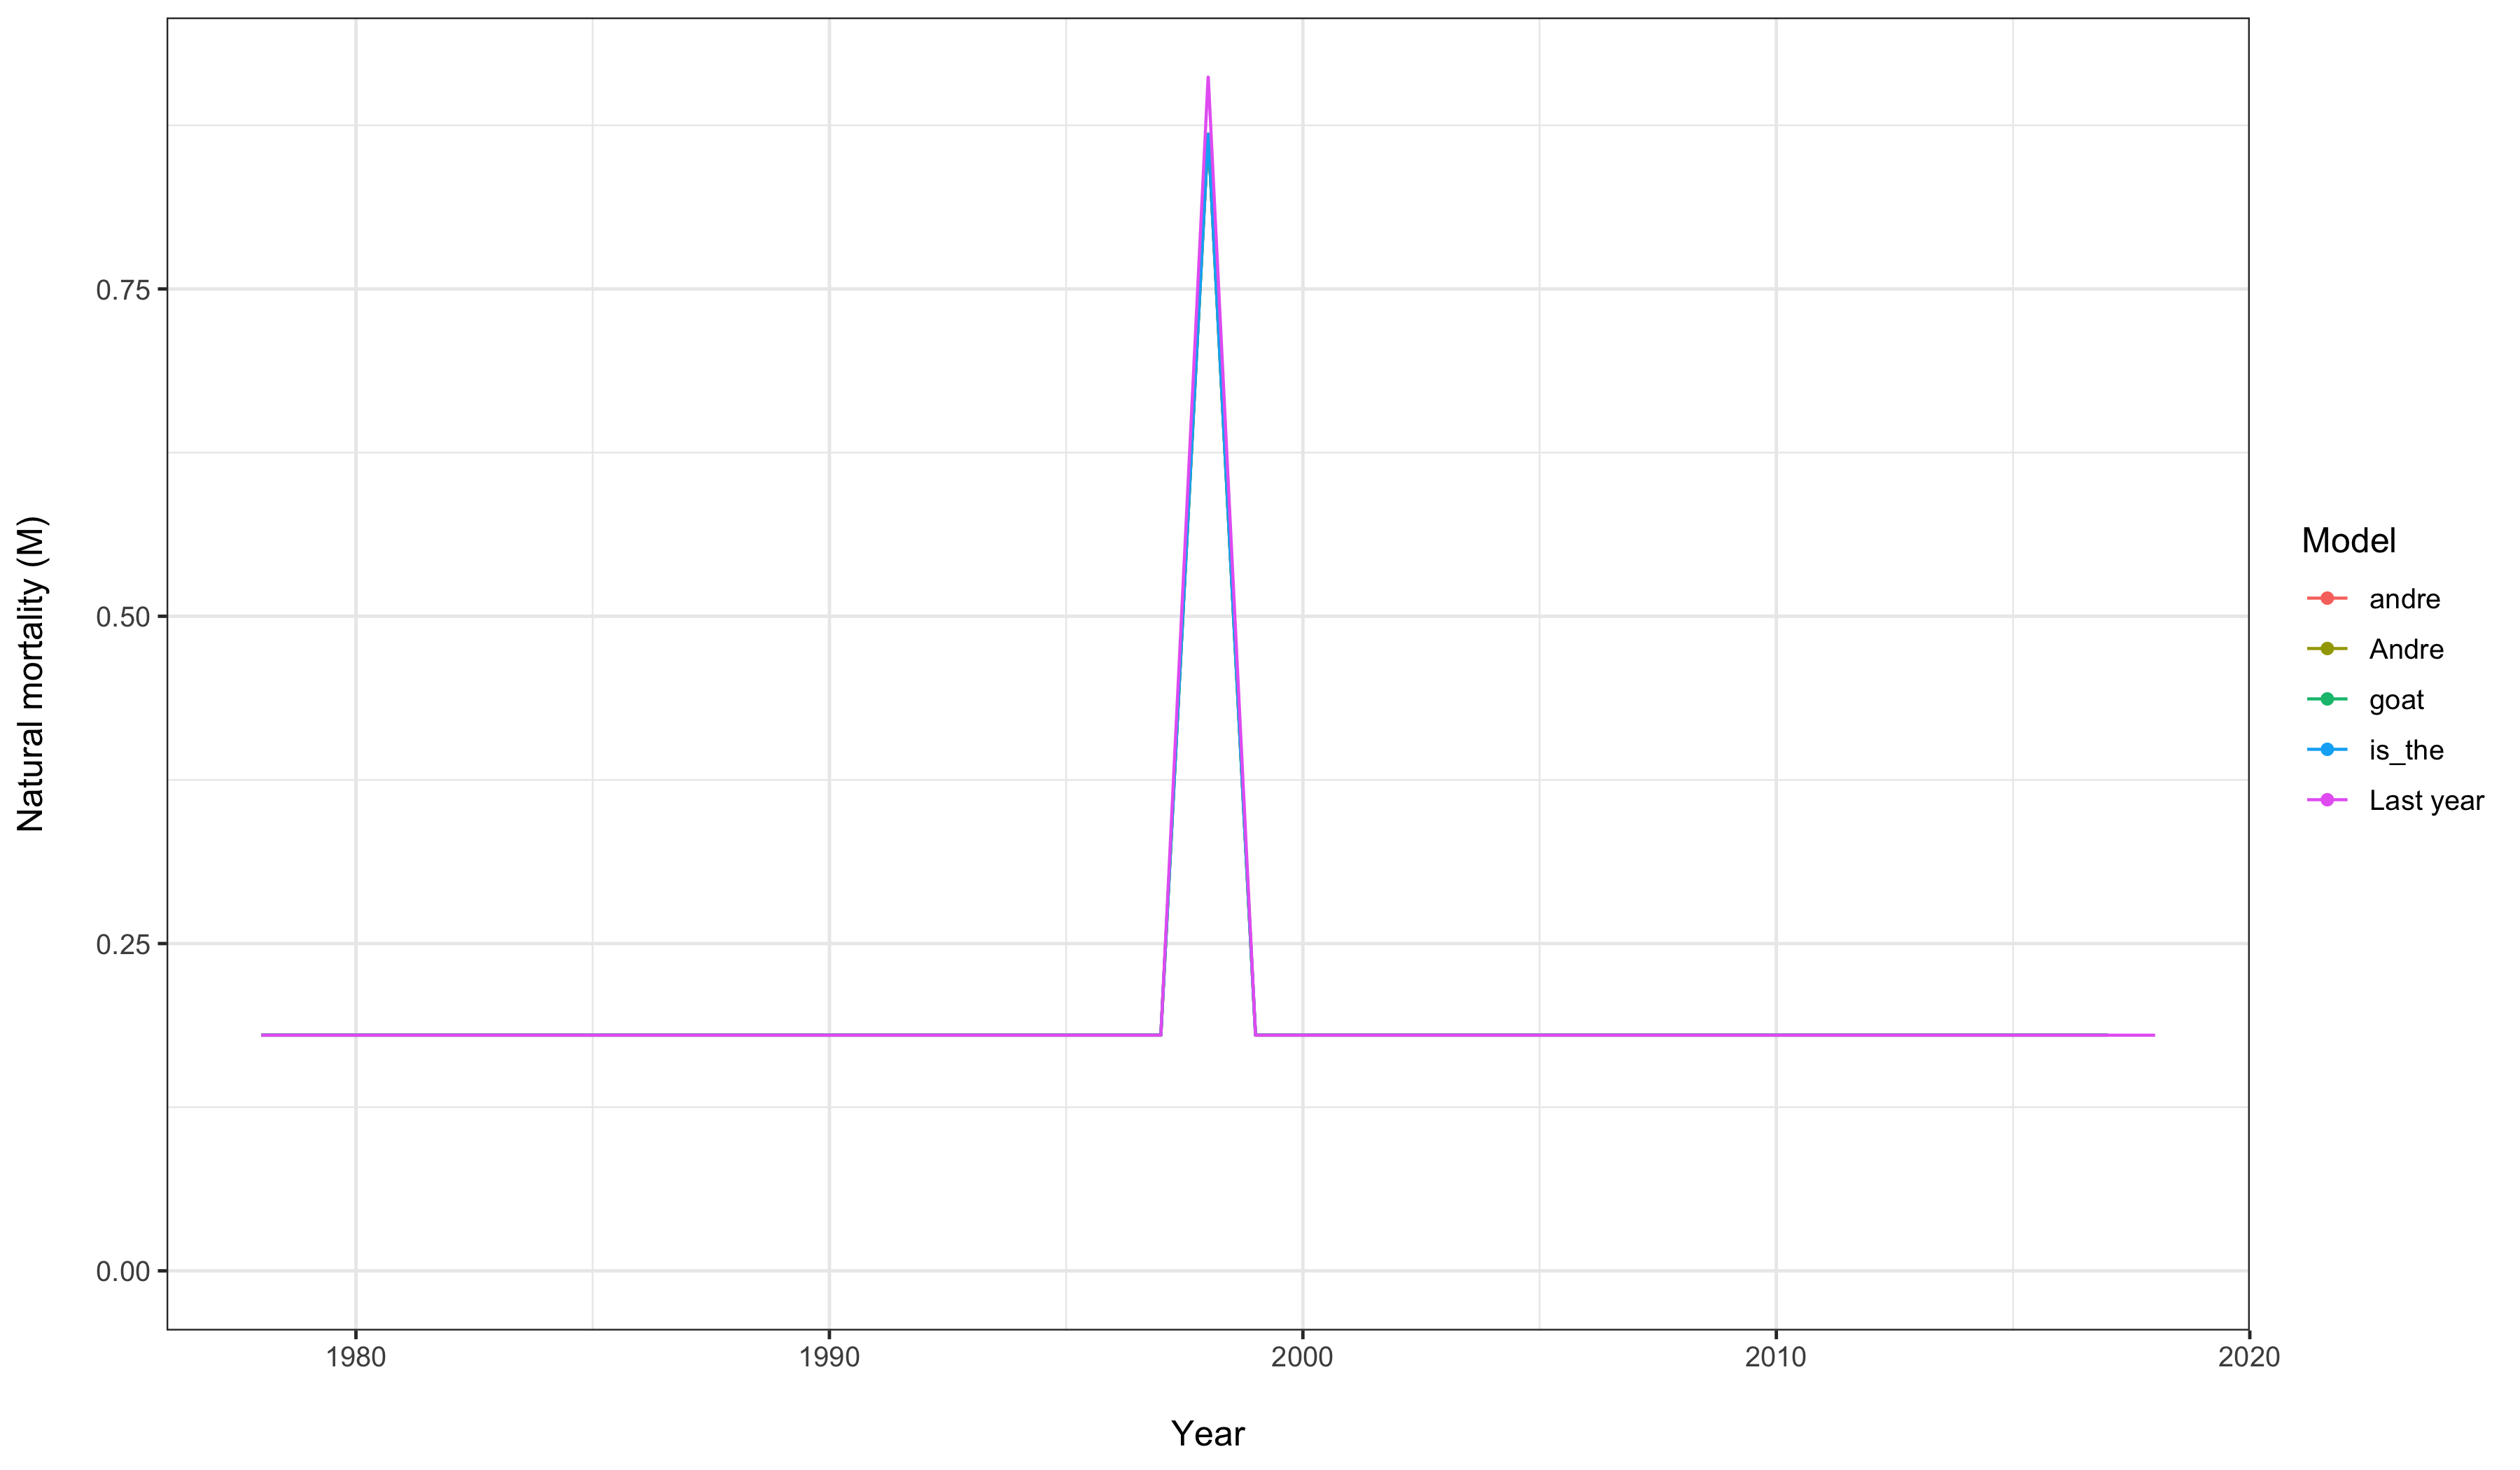 Natural mortality (M)
0.75
0.50
0.25
0.00
1980 1990 2000 2010 2020
Year
Model
andre
Andre
goat
is_the
Last year